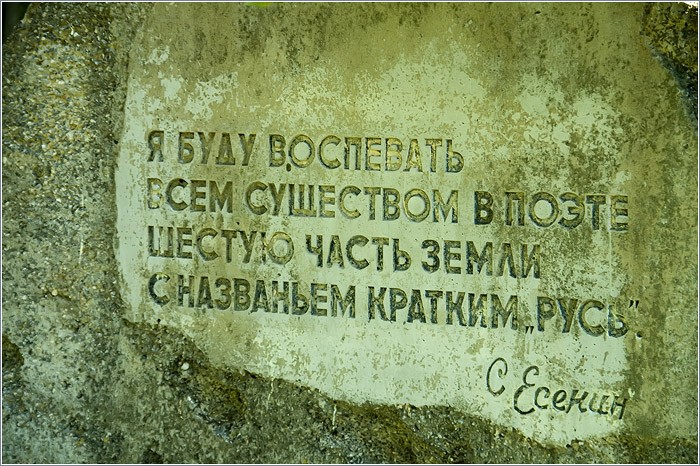 Я БУДУ ВОСПЕВАТЬ
ВСЕМ СУЩЕСТВОМ В ПОЭТЕ
ШЕСТУЮ ЧАСТЬ ЗЕМЛИ
С НАЗВАНЬЕМ КРАТКИМ „РУСЬ”.
С Есенин